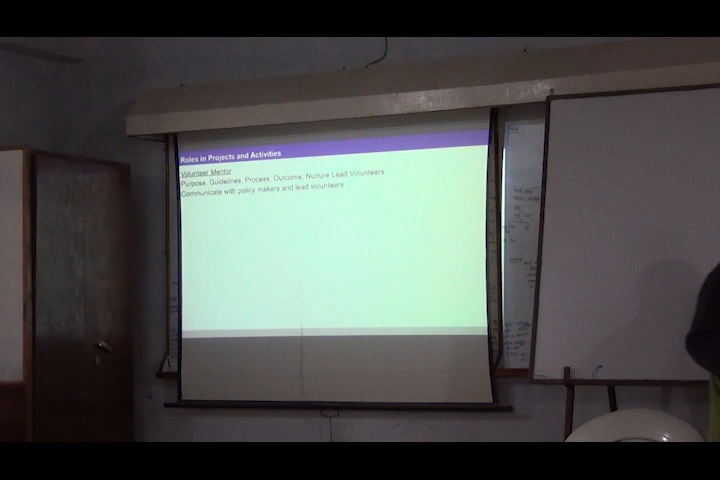 Roles in Projects and Activities
Volunteer Mentor
Purpose, Guidelines, Process, Outcome, Nurture Lead Volunteers
Communicate with policy makers and lead volunteers